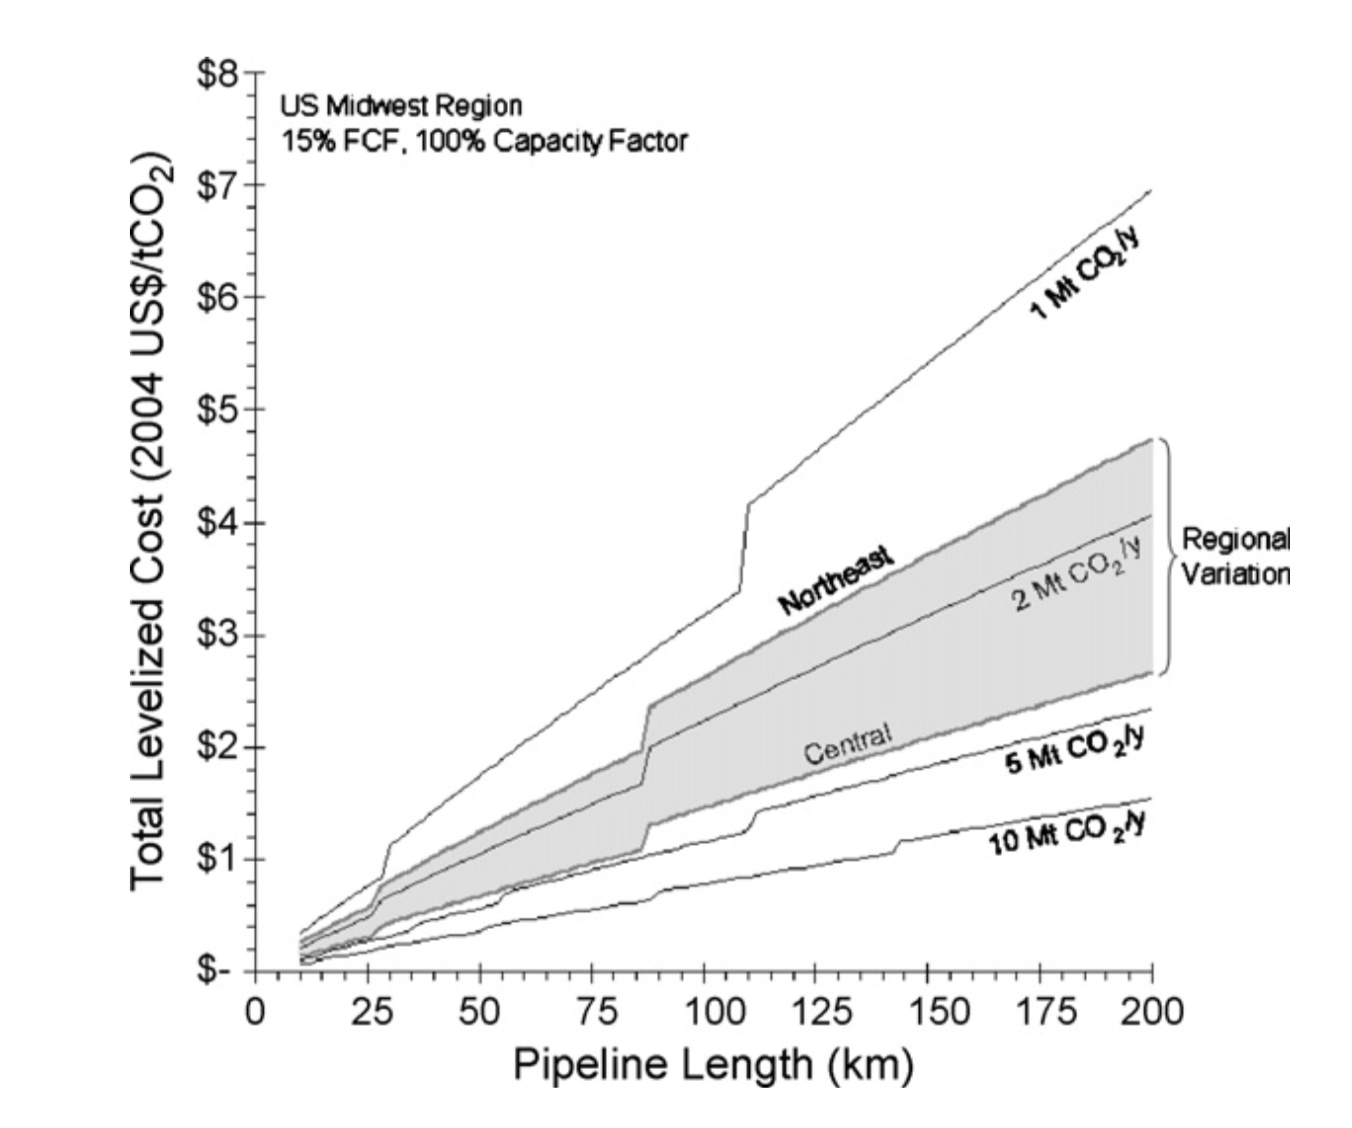 $8
US Midwest Region
15% FCF, 100% Capacity Factor
$7
$6
$5
$4
$3
$2
$1
$-
Total Levelized Cost (2004 US$/tCO2)
1 Mt CO2/y
Northeast
2 Mt CO2/y
Regional
Variation
Central
5 Mt CO2/y
10 Mt CO2/y
0 25 50 75 100 125 150 175 200
Pipeline Length (km)